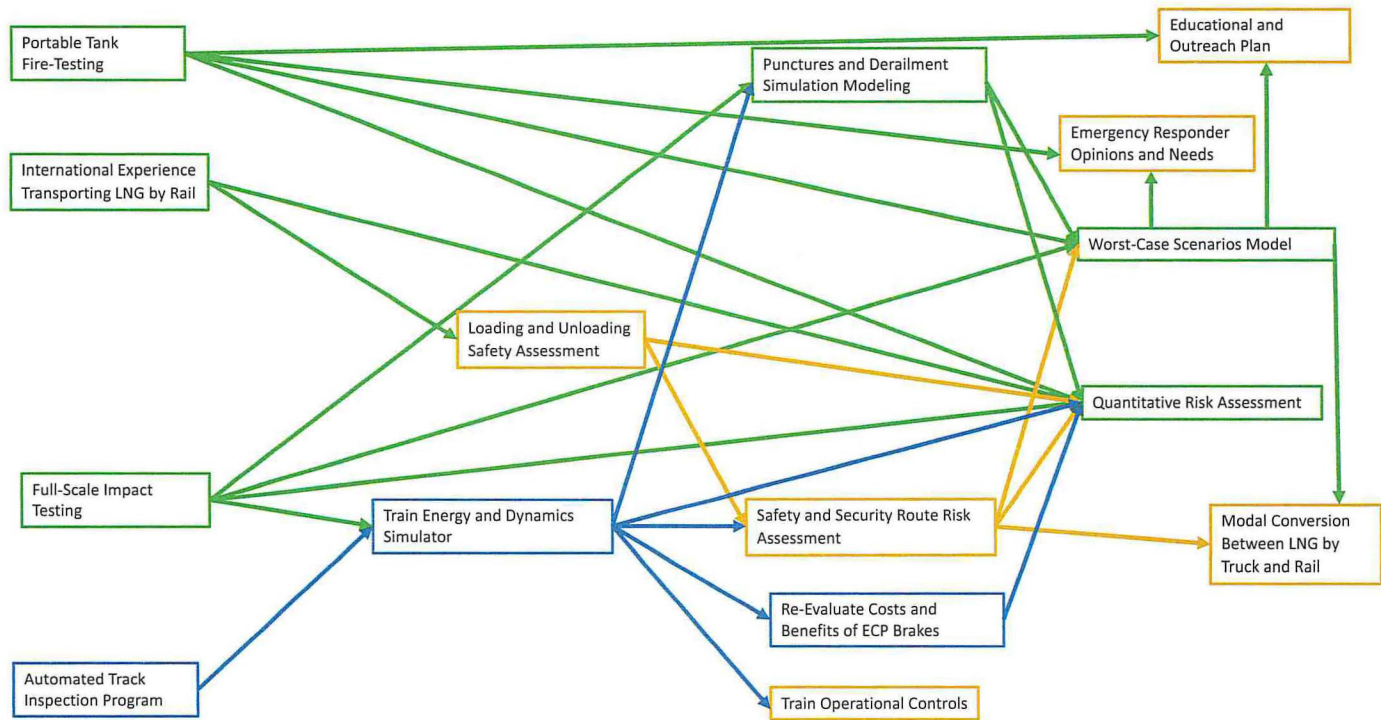 Portable Tank
Fire-Testing
Educational and
Outreach Plan
Punctures and Derailment
Simulation Modeling
Emergency Responder
Opinions and Needs
International Experience
Transporting LNG by Rail
Worst-Case Scenarios Model
Loading and Unloading
Safety Assessment
Quantitative Risk Assessment
Full-Scale Impact
Testing
Train Energy and Dynamics
Simulator
Safety and Security Route Risk
Assessment
Modal Conversion
Between LNG by
Truck and Rail
Re-Evaluate Costs and
Benefits of ECP Brakes
Automated Track
Inspection Program
Train Operational Controls